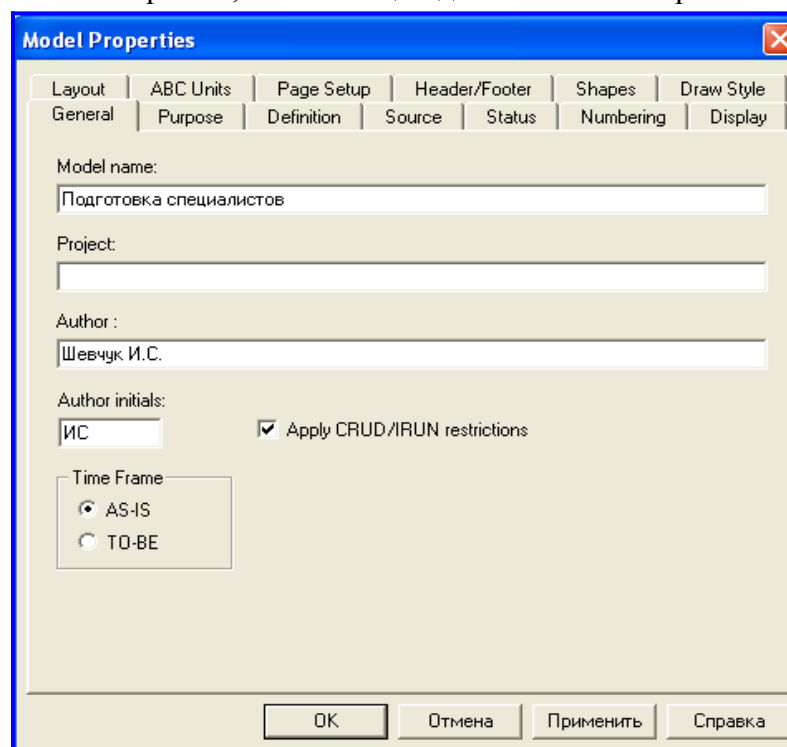 Model Properties
Layout ABC Units Page Setup Header/Footer Shapes Draw Style
General Purpose Definition Source Status Numbering Display
Model name:
Подготовка специалистов
Project:
Author :
Шевчук И.С.
Author initials:
ИС
Apply CRUD/IRUN restrictions
Time Frame
AS-IS
TO-BE
OK Отмена Применить Справка